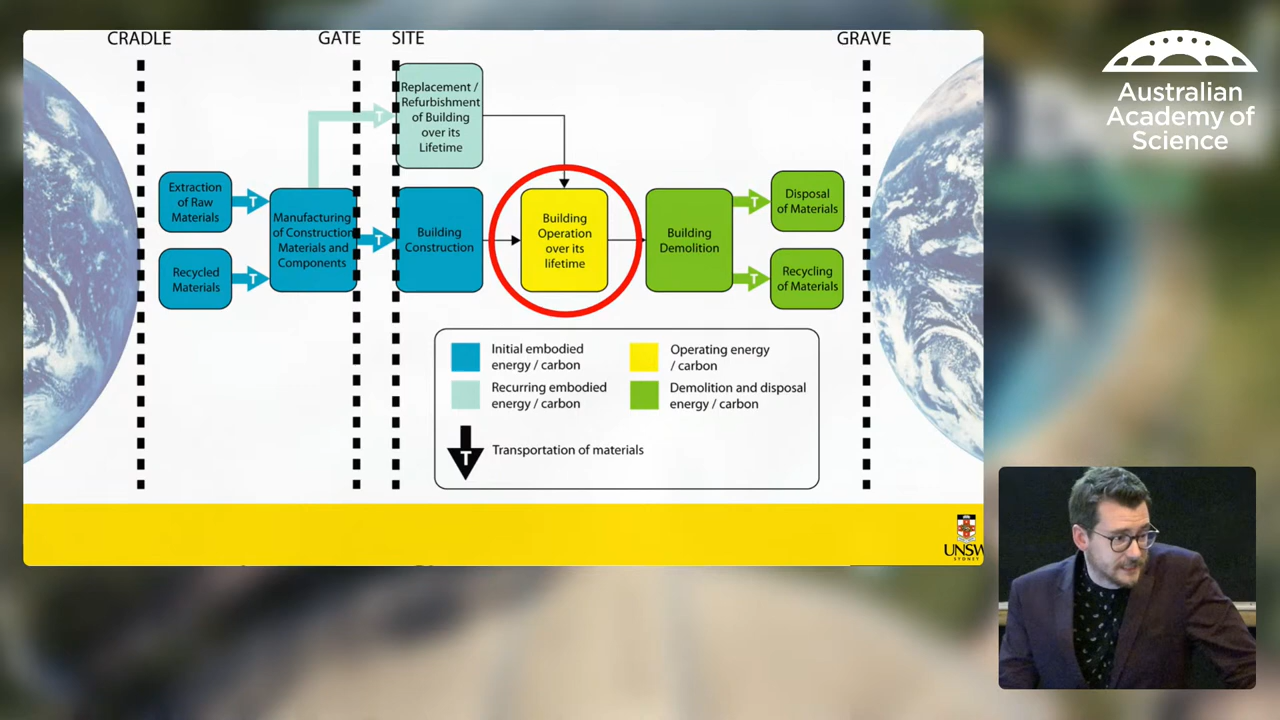 CRADLE
GATE
SITE
GRAVE
Australian
Academy of
Science
Replacement /
Refurbishment
of Building
over its
Lifetime
Extraction
of Raw
Materials
Recycled
Materials
Manufacturing
of Construction
Materials and
Components
Building
Construction
Building
Operation
over its
lifetime
Building
Demolition
Disposal
of Materials
Recycling
of Materials
T
T
T
T
T
T
Initial embodied
energy / carbon
Recurring embodied
energy / carbon
Operating energy
/ carbon
Demolition and disposal
energy / carbon
T
Transportation of materials
UNSW
SYDNEY